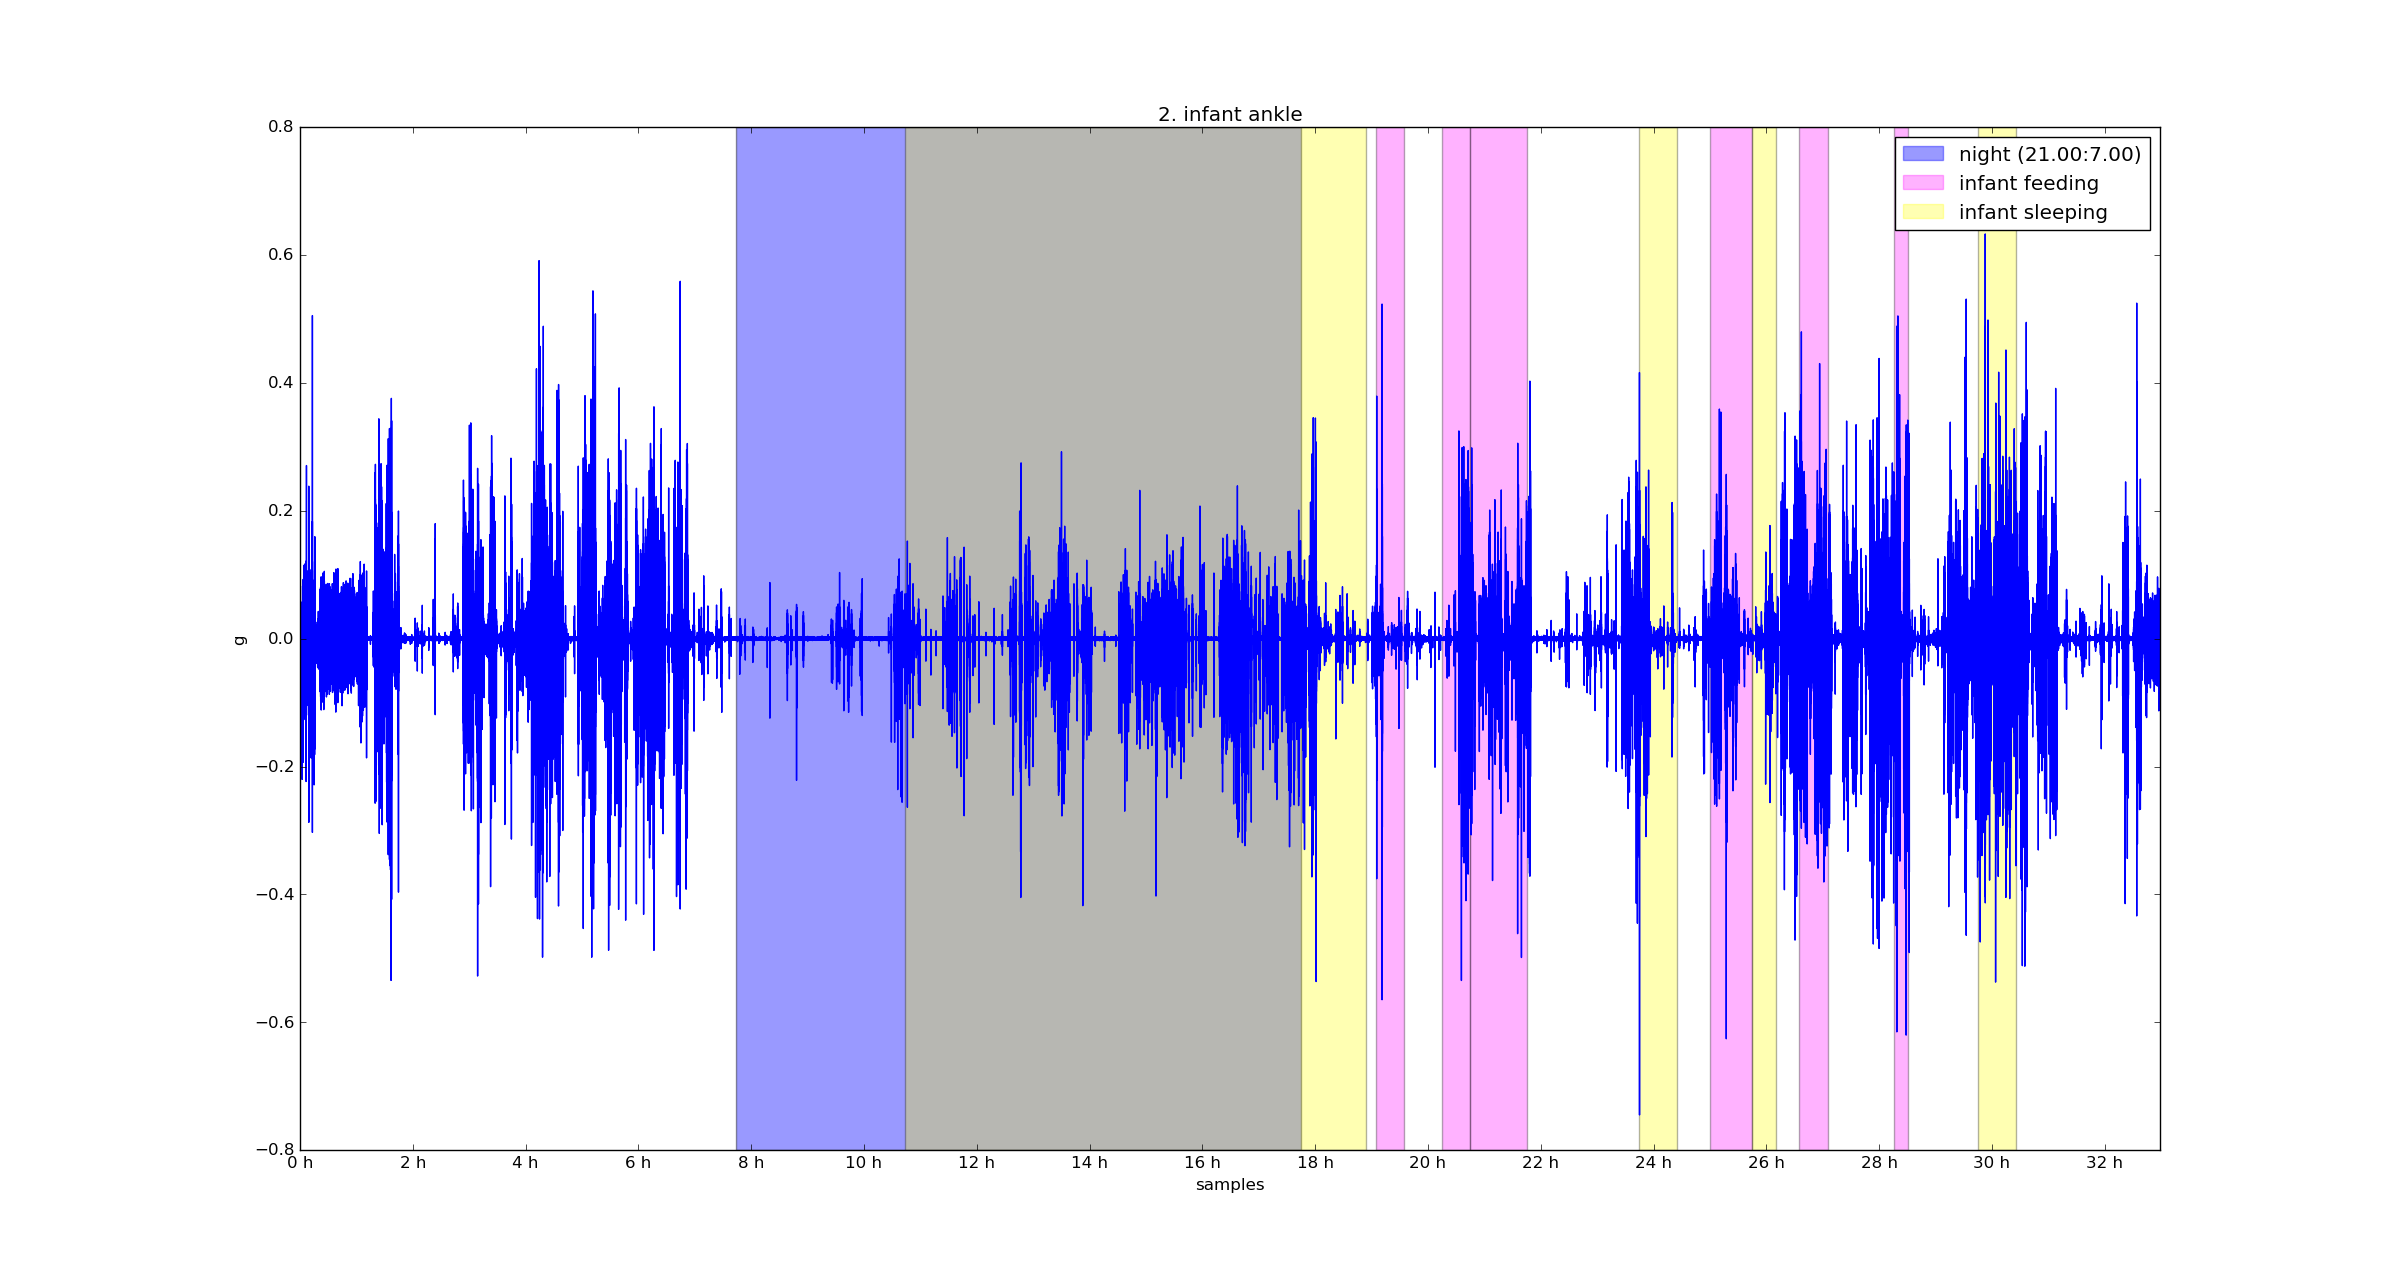 2. infant ankle
0.8
0.6
0.4
0.2
0.0
−0.2
−0.4
−0.6
−0.8
g
night (21.00:7.00)
infant feeding
infant sleeping
0 h 2 h 4 h 6 h 8 h 10 h 12 h 14 h 16 h 18 h 20 h 22 h 24 h 26 h 28 h 30 h 32 h
samples